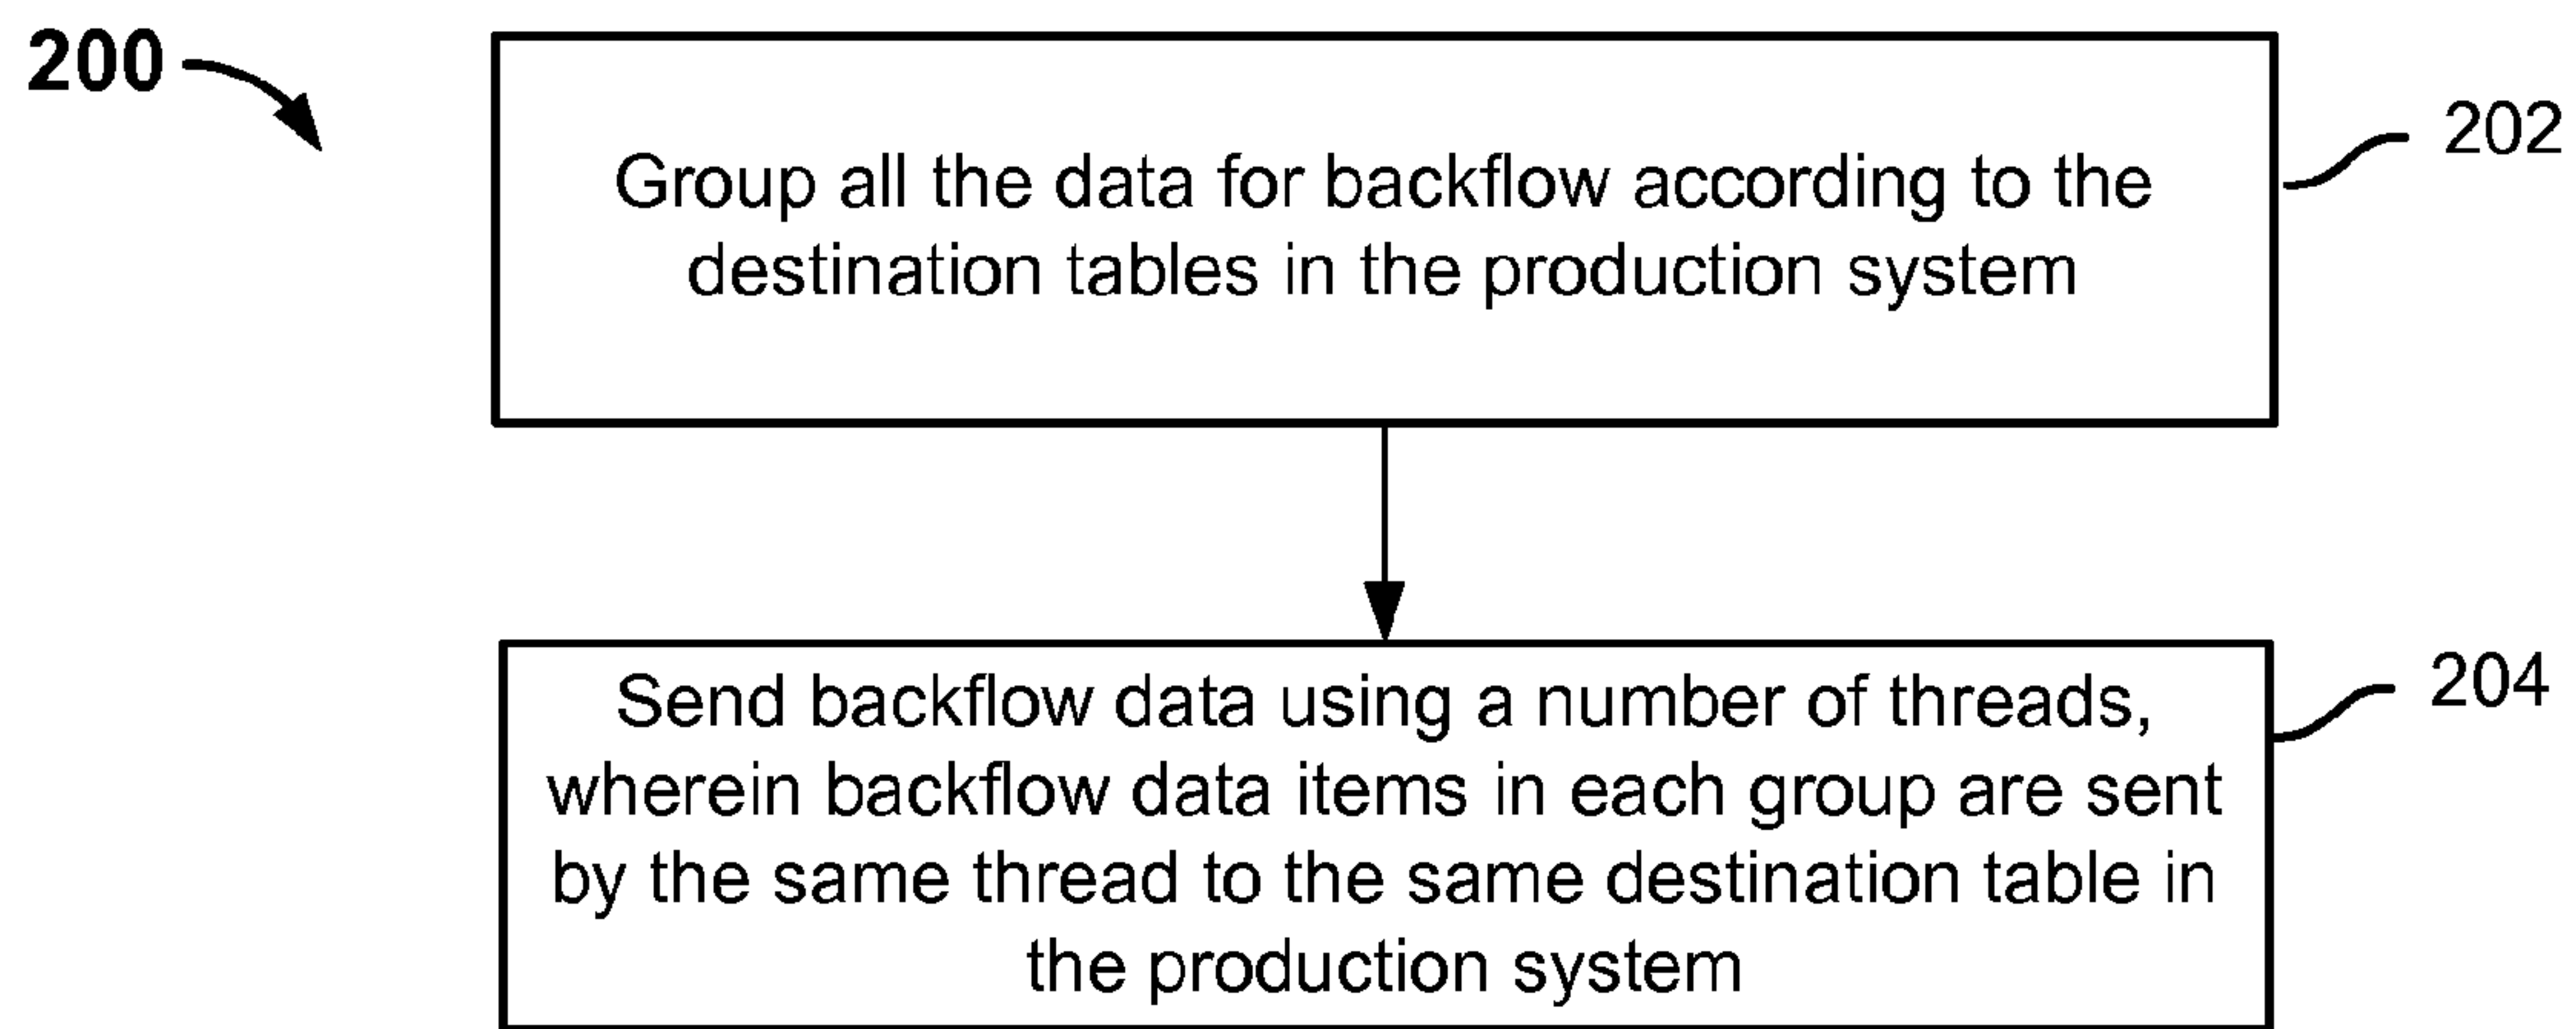 200
Group all the data for backflow according to the
destination tables in the production system
202
Send backflow data using a number of threads,
wherein backflow data items in each group are sent
by the same thread to the same destination table in
the production system
204